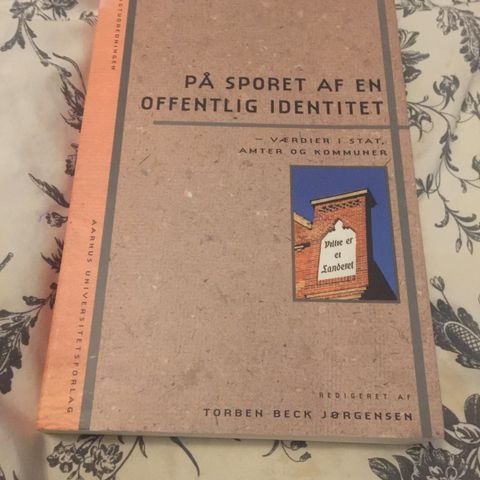 PÅ SPORET AF EN
OFFENTLIG IDENTITET
– VÆRDIER I STAT,
AMTER OG KOMMUNER
REDIGERET AF
TORBEN BECK JØRGENSEN
AARHUS UNIVERSITETSFORLAG